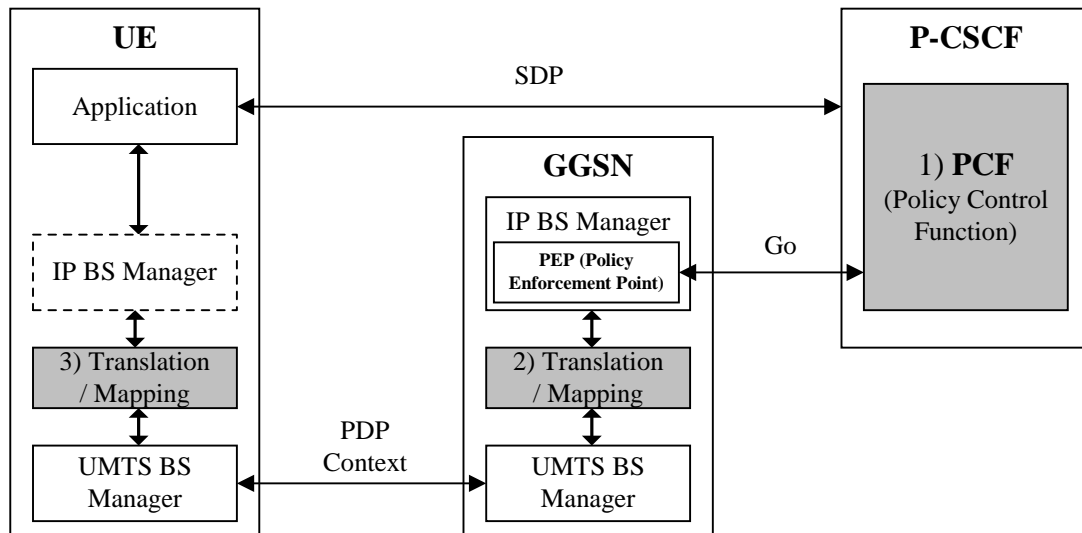 UE
Application
IP BS Manager
3) Translation
/ Mapping
UMTS BS
Manager
SDP
PDP
Context
GGSN
IP BS Manager
PEP (Policy
Enforcement Point)
2) Translation
/ Mapping
UMTS BS
Manager
Go
P-CSCF
1) PCF
(Policy Control
Function)